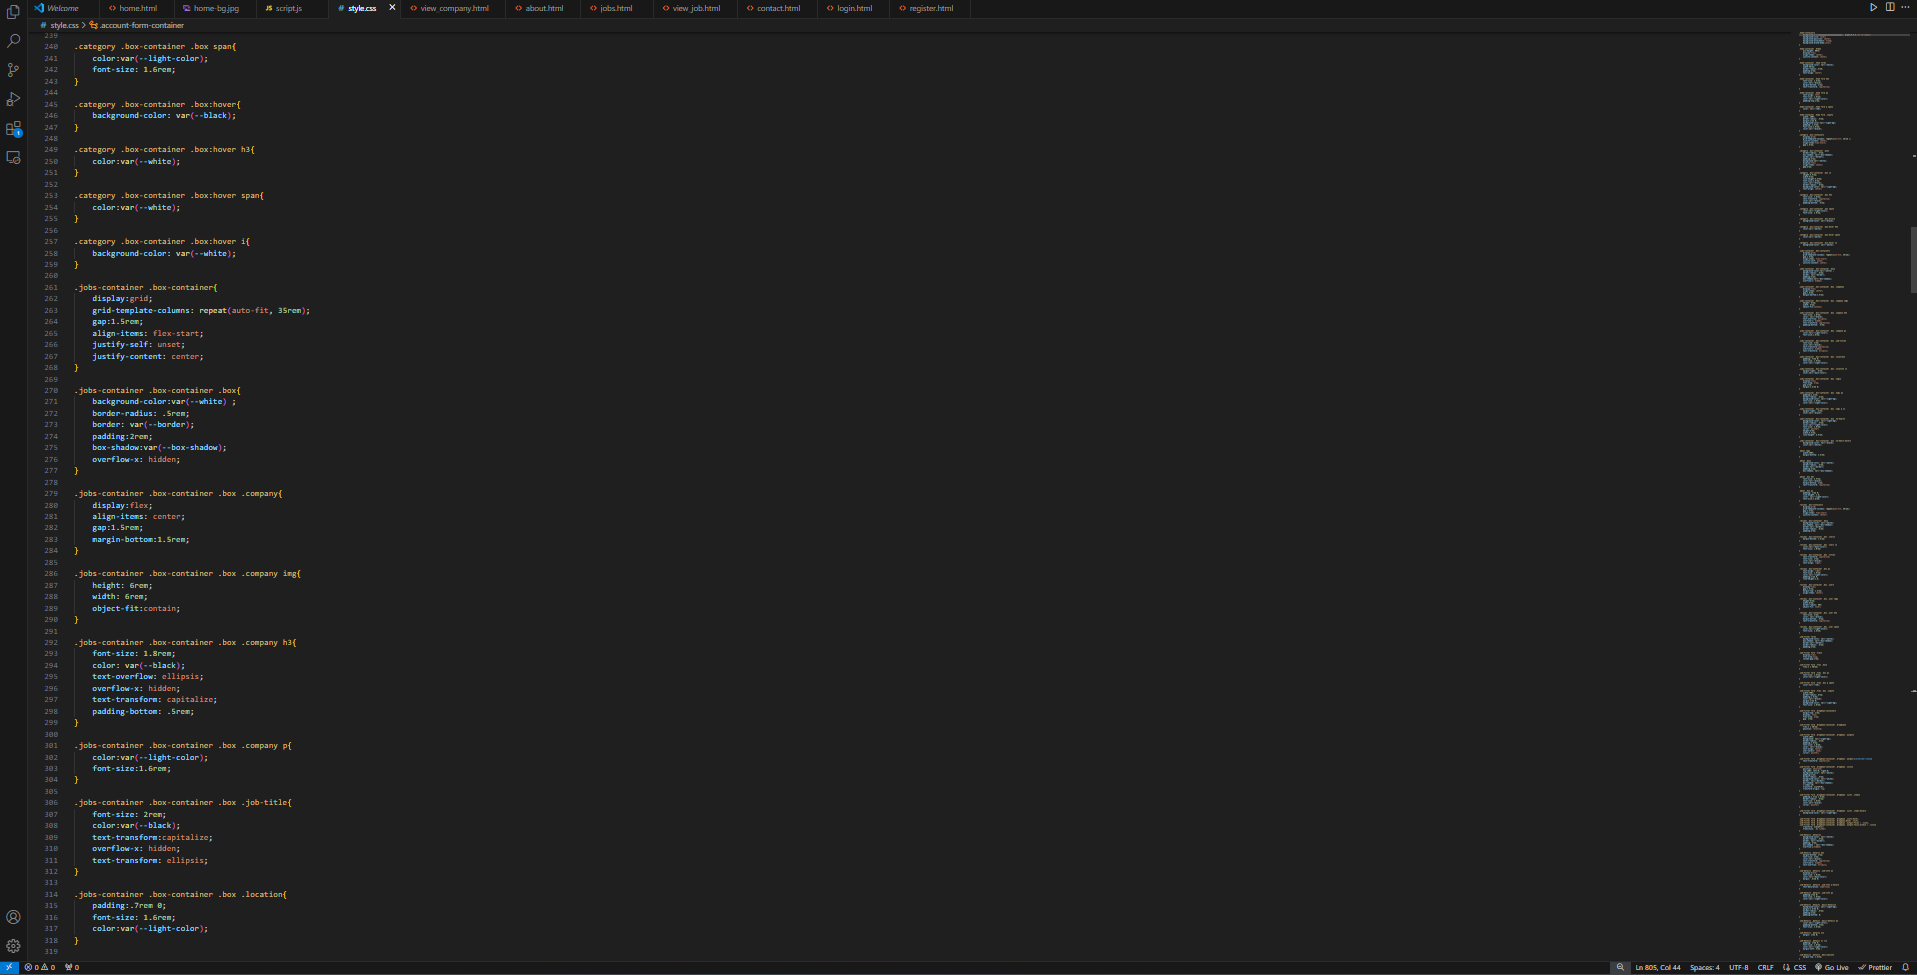 Welcome home.html home-bg.jpg script.js style.css view_company.html about.html jobs.html view_job.html contact.html login.html register.html
style.css > .account-form-container
239
240 .category .box-container .box span{
241 color:var(--light-color);
242 font-size: 1.6rem;
243 }
244
245 .category .box-container .box:hover{
246 background-color: var(--black);
247 }
248
249 .category .box-container .box:hover h3{
250 color:var(--white);
251 }
252
253 .category .box-container .box:hover span{
254 color:var(--white);
255 }
256
257 .category .box-container .box:hover i{
258 background-color: var(--white);
259 }
260
261 .jobs-container .box-container{
262 display:grid;
263 grid-template-columns: repeat(auto-fit, 35rem);
264 gap:1.5rem;
265 align-items: flex-start;
266 justify-self: unset;
267 justify-content: center;
268 }
269
270 .jobs-container .box-container .box{
271 background-color:var(--white) ;
272 border-radius: .5rem;
273 border: var(--border);
274 padding:2rem;
275 box-shadow:var(--box-shadow);
276 overflow-x: hidden;
277 }
278
279 .jobs-container .box-container .box .company{
280 display:flex;
281 align-items: center;
282 gap:1.5rem;
283 margin-bottom:1.5rem;
284 }
285
286 .jobs-container .box-container .box .company img{
287 height: 6rem;
288 width: 6rem;
289 object-fit:contain;
290 }
291
292 .jobs-container .box-container .box .company h3{
293 font-size: 1.8rem;
294 color: var(--black);
295 text-overflow: ellipsis;
296 overflow-x: hidden;
297 text-transform: capitalize;
298 padding-bottom: .5rem;
299 }
300
301 .jobs-container .box-container .box .company p{
302 color:var(--light-color);
303 font-size:1.6rem;
304 }
305
306 .jobs-container .box-container .box .job-title{
307 font-size: 2rem;
308 color:var(--black);
309 text-transform:capitalize;
310 overflow-x: hidden;
311 text-transform: ellipsis;
312 }
313
314 .jobs-container .box-container .box .location{
315 padding:.7rem 0;
316 font-size: 1.6rem;
317 color:var(--light-color);
318 }
319
0 0 0 Ln 805, Col 44 Spaces: 4 UTF-8 CRLF CSS Go Live Prettier